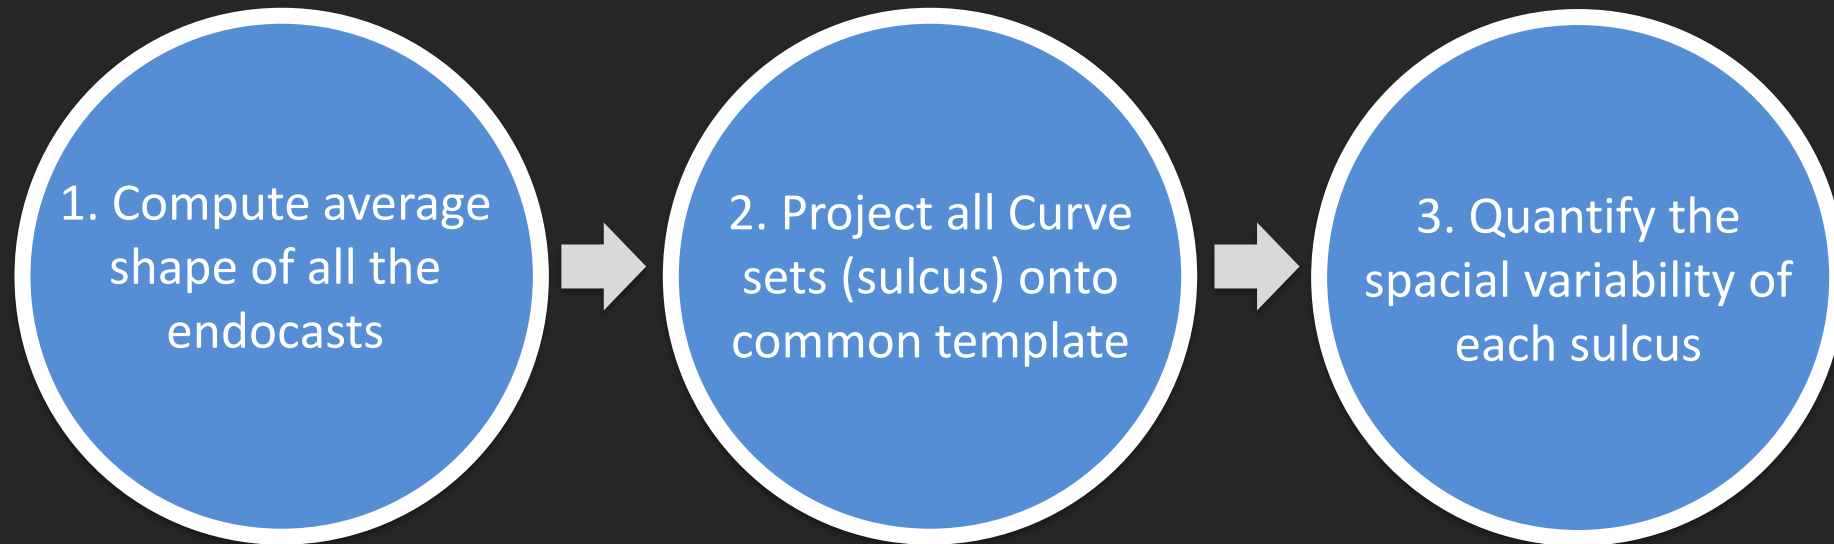 1. Compute average
shape of all the
endocasts
2. Project all Curve
sets (sulcus) onto
common template
3. Quantify the
spacial variability of
each sulcus